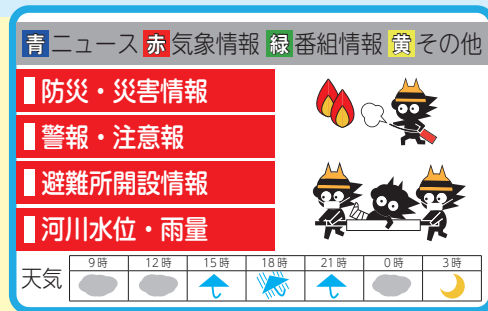 青 ニュース 赤 気象情報 緑 番組情報 黄 その他
防災・災害情報
警報・注意報
避難所開設情報
河川水位・雨量
天気 9時 12時 15時 18時 21時 0時 3時